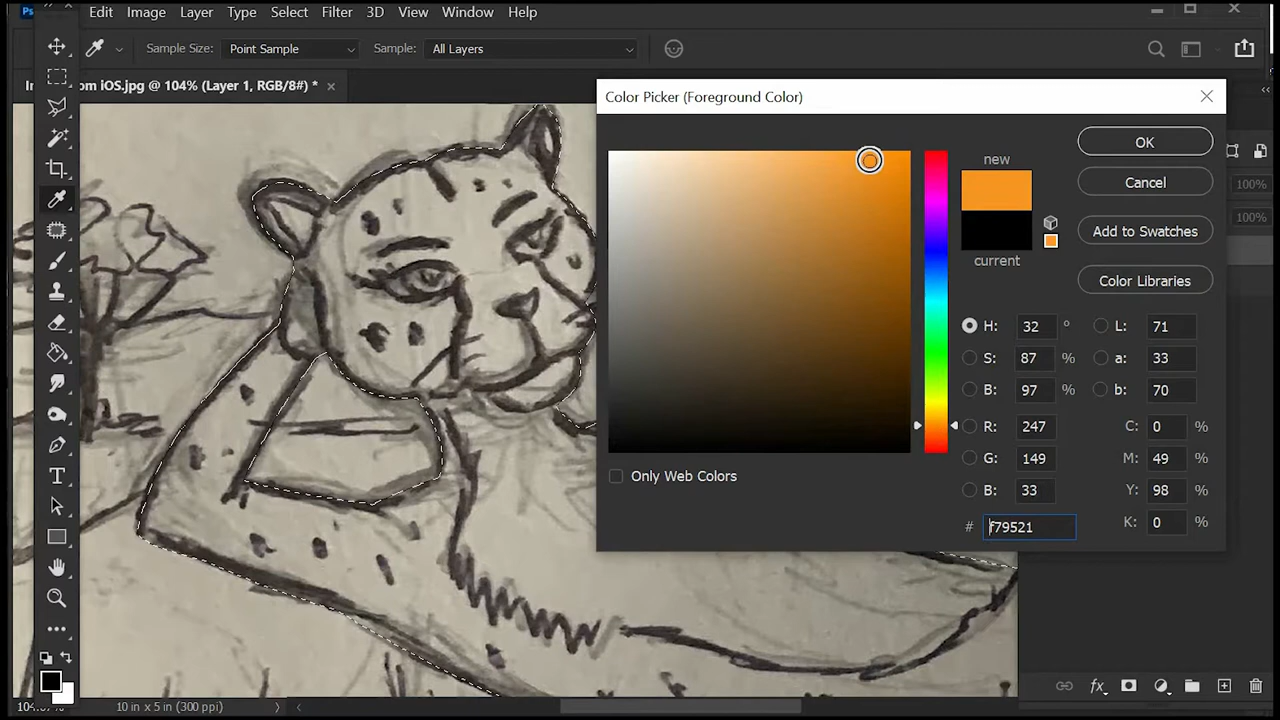 Ps Edit Image Layer Type Select Filter 3D View Window Help
Sample Size: Point Sample Sample: All Layers
om iOS.jpg @ 104% (Layer 1, RGB/8#) *
Color Picker (Foreground Color)
new
current
OK
Cancel
Add to Swatches
Color Libraries
H: 32 °
S: 87 %
B: 97 %
R: 247
G: 149
B: 33
# f79521
L: 71
a: 33
b: 70
C: 0 %
M: 49 %
Y: 98 %
K: 0 %
Only Web Colors
100%
100%
10 in x 5 in (300 ppi)